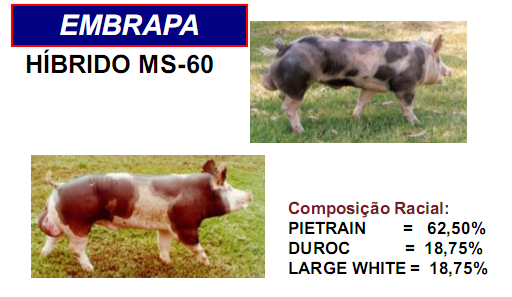 EMBRAPA
HÍBRIDO MS-60
Composição Racial:
PIETRAIN = 62,50%
DUROC = 18,75%
LARGE WHITE = 18,75%